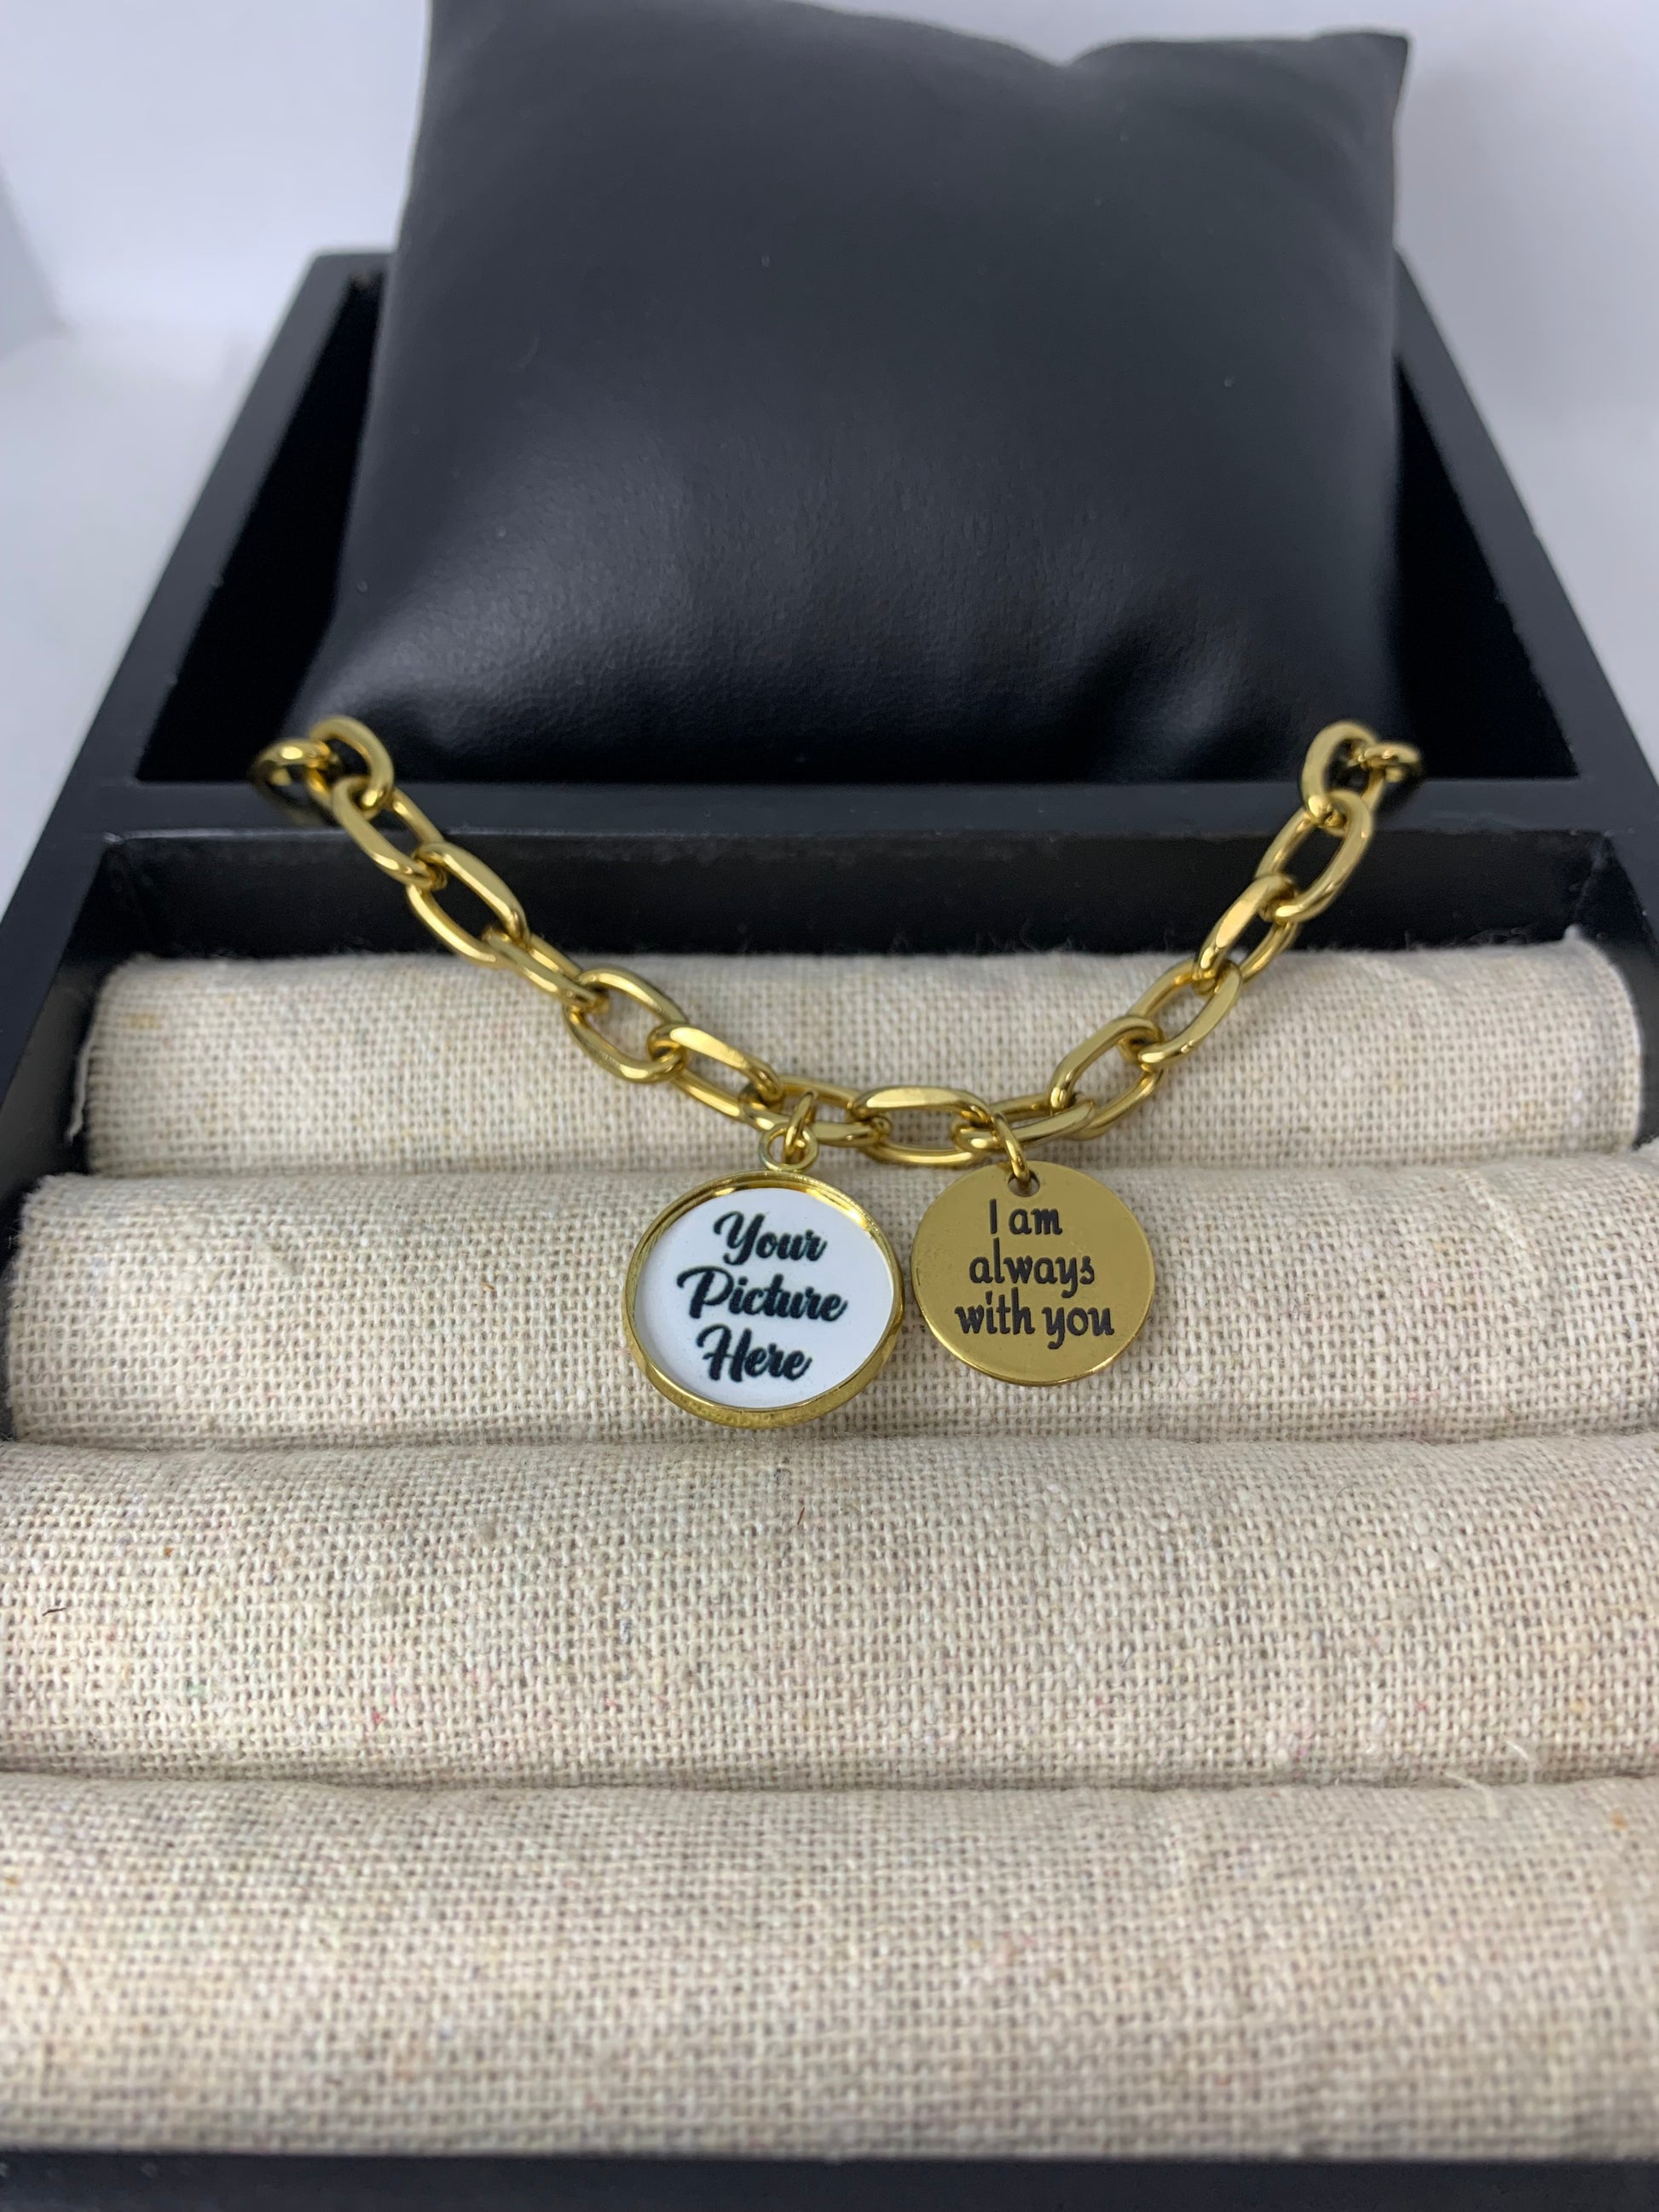 Your
Picture
Here
I am
always
with you